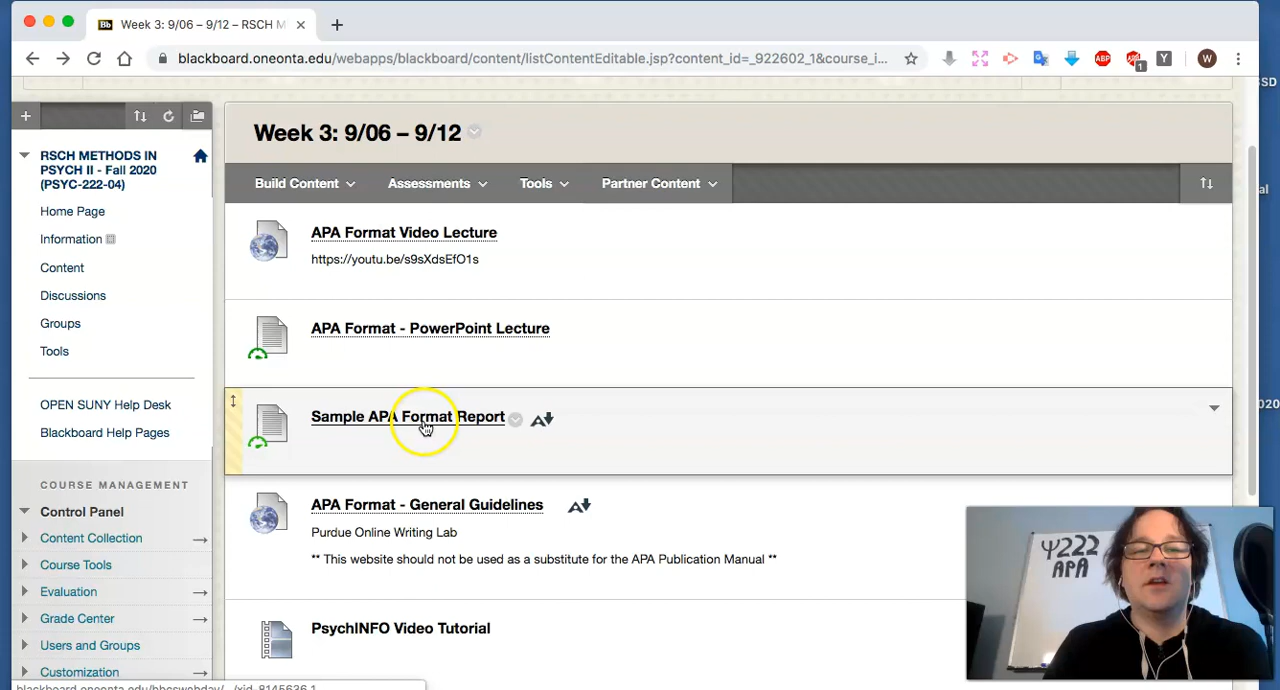 Week 3: 9/06 – 9/12 – RSCH M
blackboard.oneonta.edu/webapps/blackboard/content/listContentEditable.jsp?content_id=_922602_1&course_i...
ABP
1
Y
W
Week 3: 9/06 – 9/12
Build Content
Assessments
Tools
Partner Content
RSCH METHODS IN
PSYCH II - Fall 2020
(PSYC-222-04)
Home Page
Information
Content
Discussions
Groups
Tools
OPEN SUNY Help Desk
Blackboard Help Pages
COURSE MANAGEMENT
Control Panel
Content Collection
Course Tools
Evaluation
Grade Center
Users and Groups
Customization
APA Format Video Lecture
https://youtu.be/s9sXdsEfO1s
APA Format - PowerPoint Lecture
Sample APA Format Report
APA Format - General Guidelines
Purdue Online Writing Lab
** This website should not be used as a substitute for the APA Publication Manual **
PsychINFO Video Tutorial
Ψ222
APA
SSD
al
2020